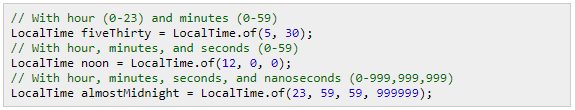 // With hour (0-23) and minutes (0-59)
LocalTime fiveThirty = LocalTime.of(5, 30);
// With hour, minutes, and seconds (0-59)
LocalTime noon = LocalTime.of(12, 0, 0);
// With hour, minutes, seconds, and nanoseconds (0-999,999,999)
LocalTime almostMidnight = LocalTime.of(23, 59, 59, 999999);